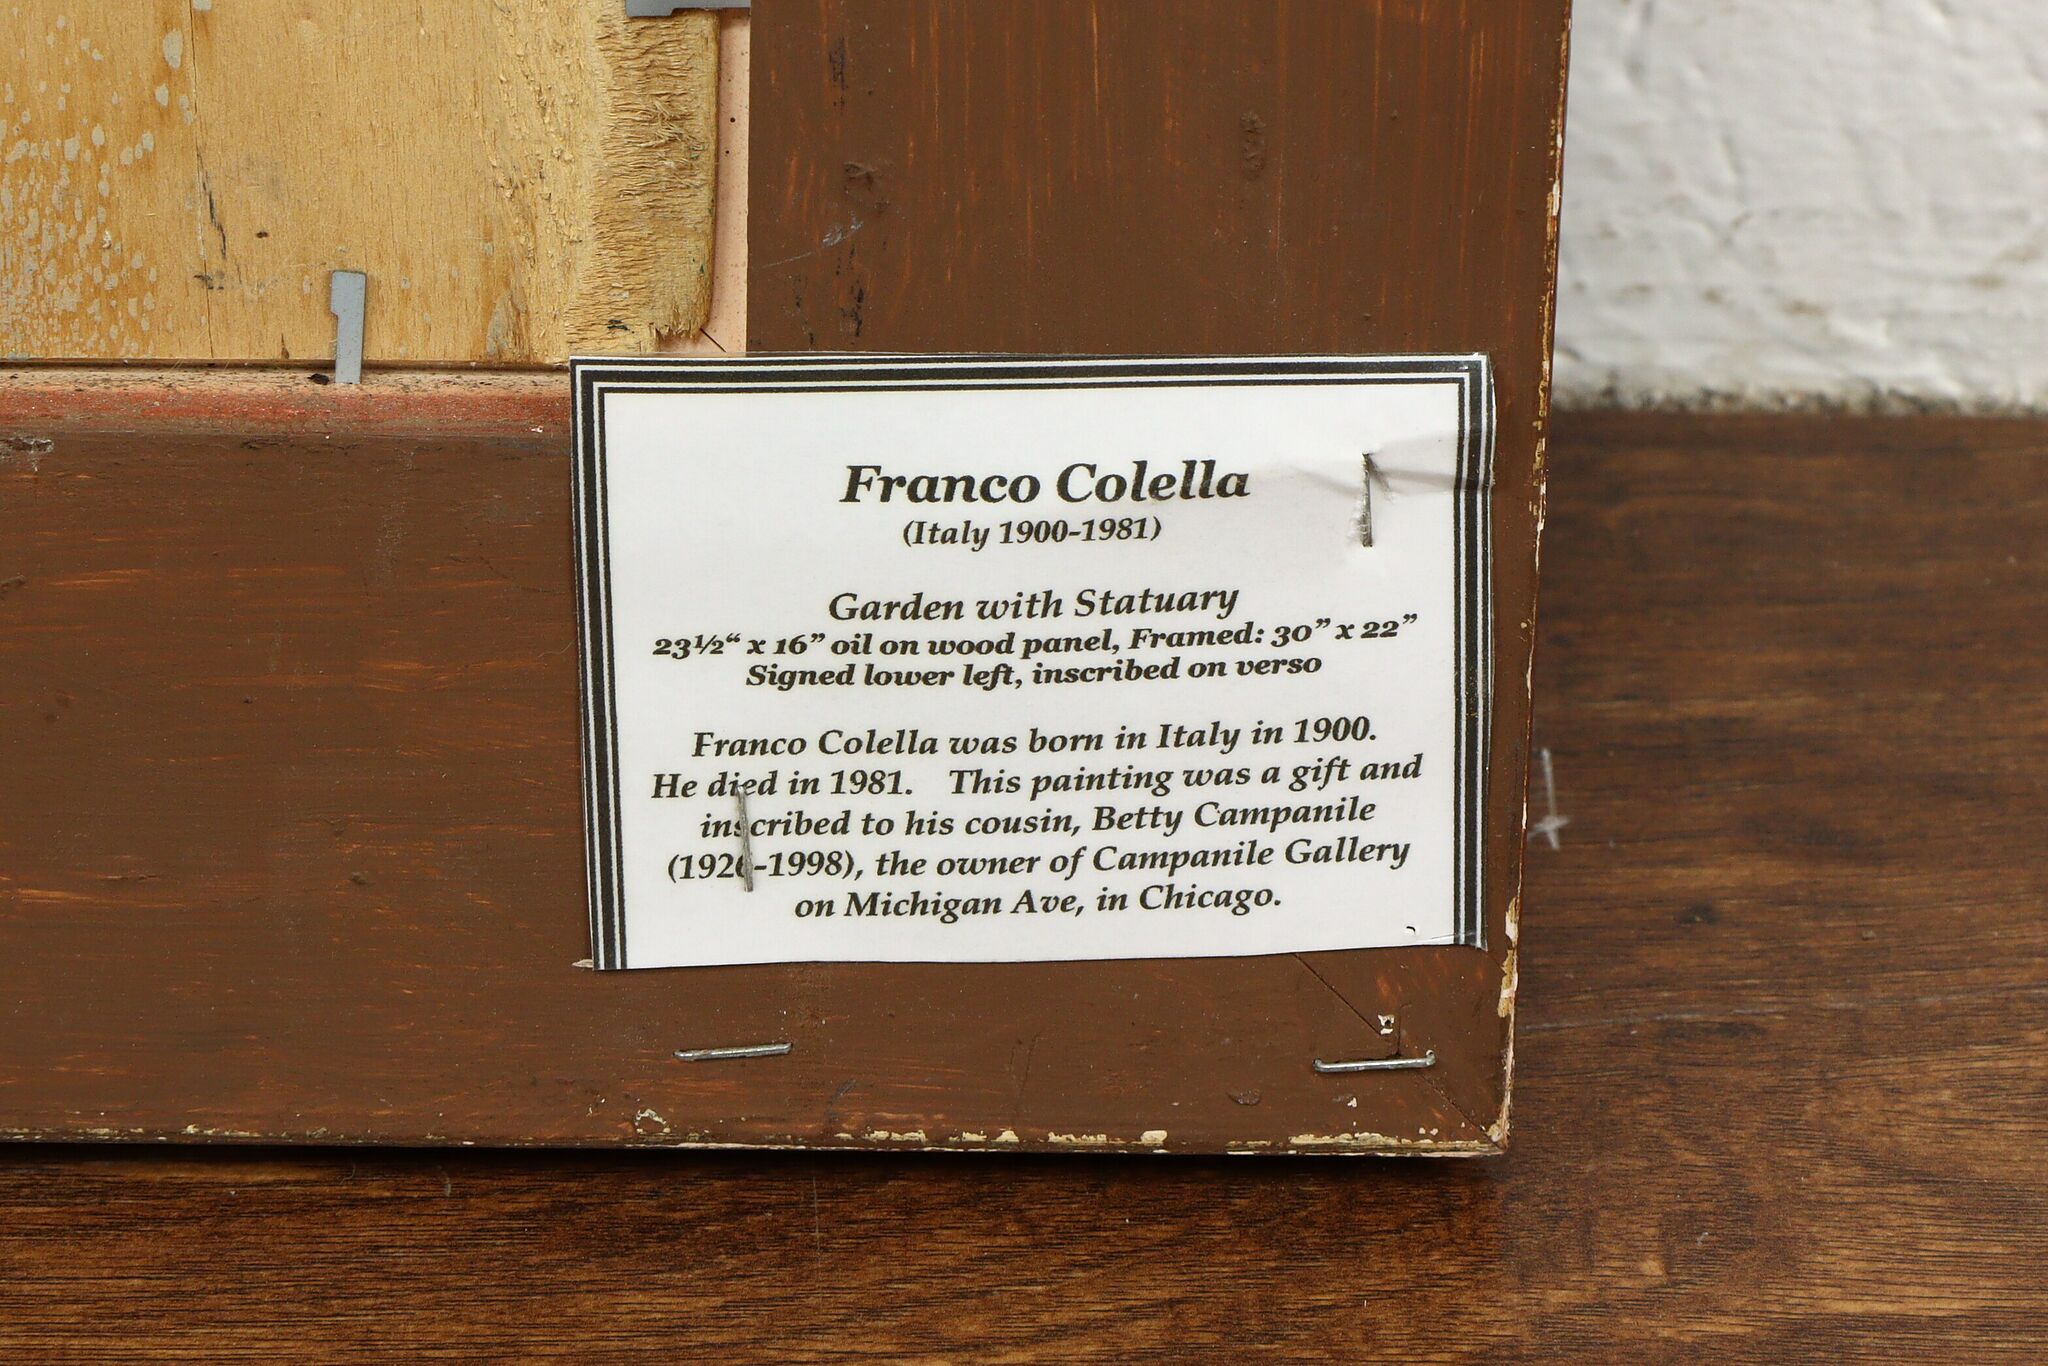 Franco Colella
(Italy 1900-1981)
Garden with Statuary
23½“ x 16” oil on wood panel, Framed: 30” x 22”
Signed lower left, inscribed on verso
Franco Colella was born in Italy in 1900.
He died in 1981. This painting was a gift and
inscribed to his cousin, Betty Campanile
(1926-1998), the owner of Campanile Gallery
on Michigan Ave, in Chicago.